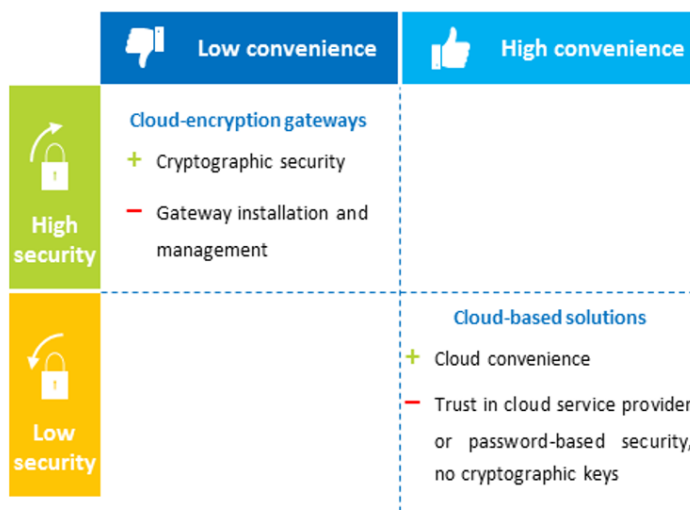 Low convenience
High convenience
High
security
Cloud-encryption gateways
+ Cryptographic security
− Gateway installation and
management
Low
security
Cloud-based solutions
+ Cloud convenience
− Trust in cloud service provider
or password-based security,
no cryptographic keys